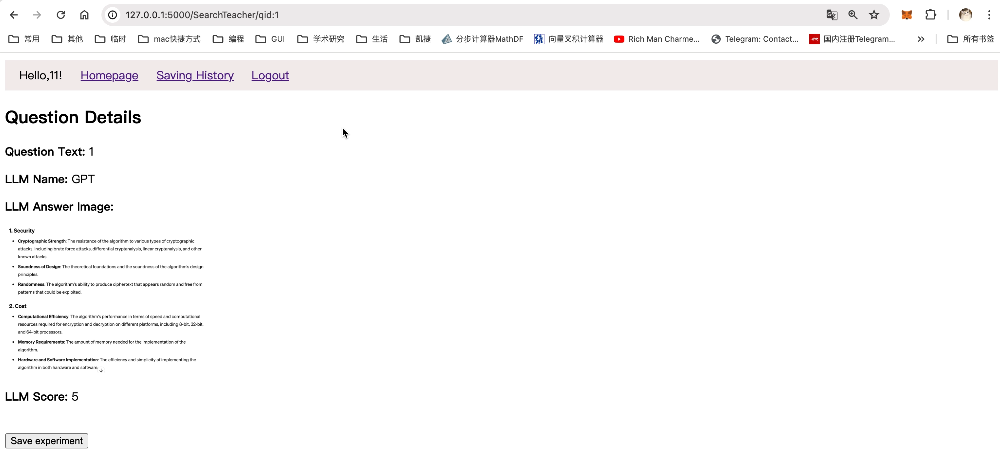 127.0.0.1:5000/SearchTeacher/qid:1
常用 其他 临时 mac快捷方式 编程 GUI 学术研究 生活 凯捷 分步计算器MathDF 向量叉积计算器 Rich Man Charme... Telegram: Contact... 国内注册Telegram... » 所有书签
Hello,11! Homepage Saving History Logout
Question Details
Question Text: 1
LLM Name: GPT
LLM Answer Image:
1. Security
• Cryptographic Strength: The resistance of the algorithm to various types of cryptographic
attacks, including brute force attacks, differential cryptanalysis, linear cryptanalysis, and other
known attacks.
• Soundness of Design: The theoretical foundations and the soundness of the algorithm's design
principles.
• Randomness: The algorithm's ability to produce ciphertext that appears random and free from
patterns that could be exploited.
2. Cost
• Computational Efficiency: The algorithm's performance in terms of speed and computational
resources required for encryption and decryption on different platforms, including 8-bit, 32-bit,
and 64-bit processors.
• Memory Requirements: The amount of memory needed for the implementation of the
algorithm.
• Hardware and Software Implementation: The efficiency and simplicity of implementing the
algorithm in both hardware and software.
LLM Score: 5
Save experiment